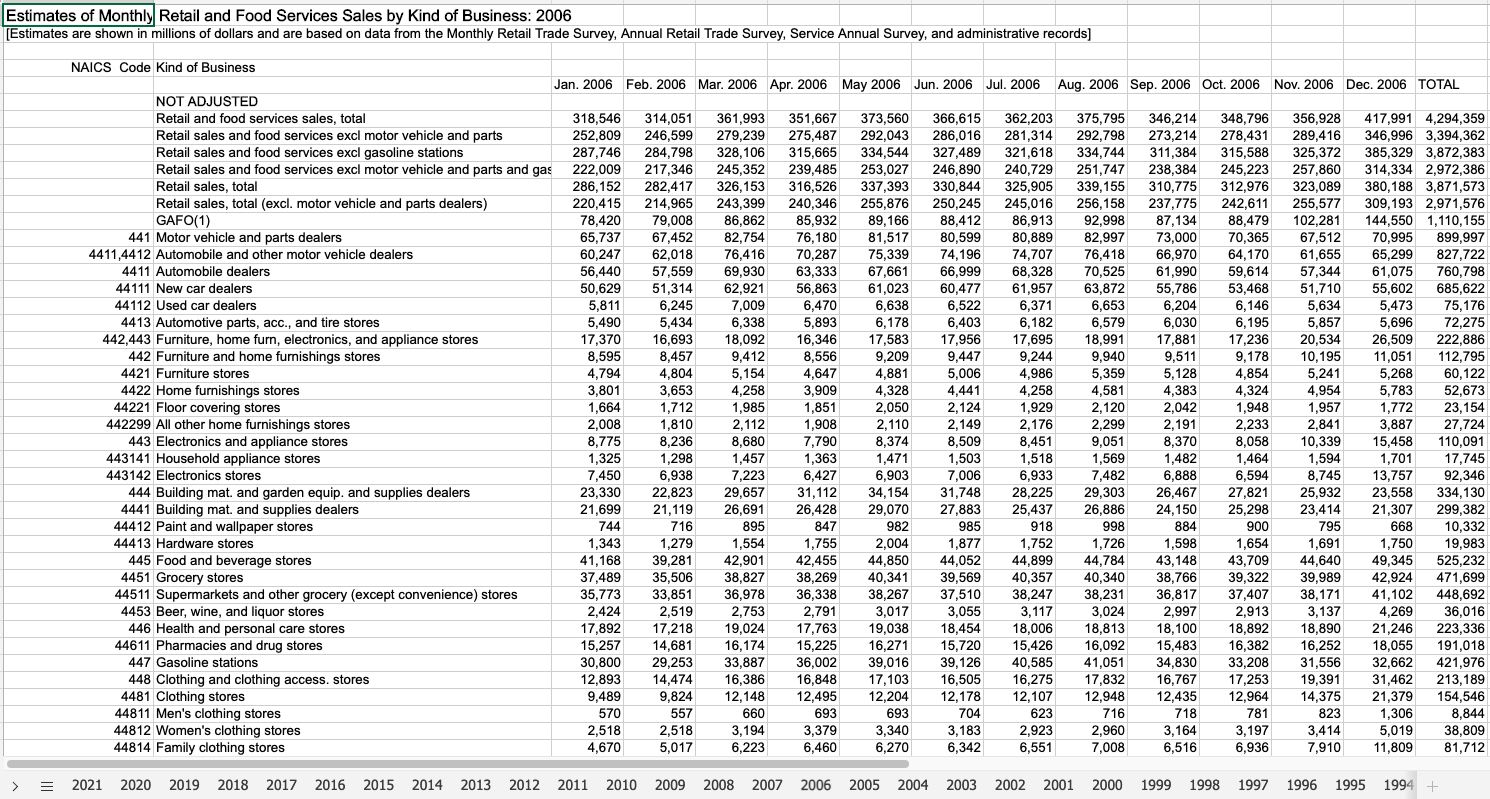 Estimates of Monthly Retail and Food Services Sales by Kind of Business: 2006
[Estimates are shown in millions of dollars and are based on data from the Monthly Retail Trade Survey, Annual Retail Trade Survey, Service Annual Survey, and administrative records]
NAICS Code Kind of Business
Jan. 2006 Feb. 2006 Mar. 2006 Apr. 2006 May 2006 Jun. 2006 Jul. 2006 Aug. 2006 Sep. 2006 Oct. 2006 Nov. 2006 Dec. 2006 TOTAL
NOT ADJUSTED
Retail and food services sales, total 318,546 314,051 361,993 351,667 373,560 366,615 362,203 375,795 346,214 348,796 356,928 417,991 4,294,359
Retail sales and food services excl motor vehicle and parts 252,809 246,599 279,239 275,487 292,043 286,016 281,314 292,798 273,214 278,431 289,416 346,996 3,394,362
Retail sales and food services excl gasoline stations 287,746 284,798 328,106 315,665 334,544 327,489 321,618 334,744 311,384 315,588 325,372 385,329 3,872,383
Retail sales and food services excl motor vehicle and parts and gas 222,009 217,346 245,352 239,485 253,027 246,890 240,729 251,747 238,384 245,223 257,860 314,334 2,972,386
Retail sales, total 286,152 282,417 326,153 316,526 337,393 330,844 325,905 339,155 310,775 312,976 323,089 380,188 3,871,573
Retail sales, total (excl. motor vehicle and parts dealers) 220,415 214,965 243,399 240,346 255,876 250,245 245,016 256,158 237,775 242,611 255,577 309,193 2,971,576
GAFO(1) 78,420 79,008 86,862 85,932 89,166 88,412 86,913 92,998 87,134 88,479 102,281 144,550 1,110,155
441 Motor vehicle and parts dealers 65,737 67,452 82,754 76,180 81,517 80,599 80,889 82,997 73,000 70,365 67,512 70,995 899,997
4411,4412 Automobile and other motor vehicle dealers 60,247 62,018 76,416 70,287 75,339 74,196 74,707 76,418 66,970 64,170 61,655 65,299 827,722
4411 Automobile dealers 56,440 57,559 69,930 63,333 67,661 66,999 68,328 70,525 61,990 59,614 57,344 61,075 760,798
44111 New car dealers 50,629 51,314 62,921 56,863 61,023 60,477 61,957 63,872 55,786 53,468 51,710 55,602 685,622
44112 Used car dealers 5,811 6,245 7,009 6,470 6,638 6,522 6,371 6,653 6,204 6,146 5,634 5,473 75,176
4413 Automotive parts, acc., and tire stores 5,490 5,434 6,338 5,893 6,178 6,403 6,182 6,579 6,030 6,195 5,857 5,696 72,275
442,443 Furniture, home furn, electronics, and appliance stores 17,370 16,693 18,092 16,346 17,583 17,956 17,695 18,991 17,881 17,236 20,534 26,509 222,886
442 Furniture and home furnishings stores 8,595 8,457 9,412 8,556 9,209 9,447 9,244 9,940 9,511 9,178 10,195 11,051 112,795
4421 Furniture stores 4,794 4,804 5,154 4,647 4,881 5,006 4,986 5,359 5,128 4,854 5,241 5,268 60,122
4422 Home furnishings stores 3,801 3,653 4,258 3,909 4,328 4,441 4,258 4,581 4,383 4,324 4,954 5,783 52,673
44221 Floor covering stores 1,664 1,712 1,985 1,851 2,050 2,124 1,929 2,120 2,042 1,948 1,957 1,772 23,154
442299 All other home furnishings stores 2,008 1,810 2,112 1,908 2,110 2,149 2,176 2,299 2,191 2,233 2,841 3,887 27,724
443 Electronics and appliance stores 8,775 8,236 8,680 7,790 8,374 8,509 8,451 9,051 8,370 8,058 10,339 15,458 110,091
443141 Household appliance stores 1,325 1,298 1,457 1,363 1,471 1,503 1,518 1,569 1,482 1,464 1,594 1,701 17,745
443142 Electronics stores 7,450 6,938 7,223 6,427 6,903 7,006 6,933 7,482 6,888 6,594 8,745 13,757 92,346
444 Building mat. and garden equip. and supplies dealers 23,330 22,823 29,657 31,112 34,154 31,748 28,225 29,303 26,467 27,821 25,932 23,558 334,130
4441 Building mat. and supplies dealers 21,699 21,119 26,691 26,428 29,070 27,883 25,437 26,886 24,150 25,298 23,414 21,307 299,382
44412 Paint and wallpaper stores 744 716 895 847 982 985 918 998 884 900 795 668 10,332
44413 Hardware stores 1,343 1,279 1,554 1,755 2,004 1,877 1,752 1,726 1,598 1,654 1,691 1,750 19,983
445 Food and beverage stores 41,168 39,281 42,901 42,455 44,850 44,052 44,899 44,784 43,148 43,709 44,640 49,345 525,232
4451 Grocery stores 37,489 35,506 38,827 38,269 40,341 39,569 40,357 40,340 38,766 39,322 39,989 42,924 471,699
44511 Supermarkets and other grocery (except convenience) stores 35,773 33,851 36,978 36,338 38,267 37,510 38,247 38,231 36,817 37,407 38,171 41,102 448,692
4453 Beer, wine, and liquor stores 2,424 2,519 2,753 2,791 3,017 3,055 3,117 3,024 2,997 2,913 3,137 4,269 36,016
446 Health and personal care stores 17,892 17,218 19,024 17,763 19,038 18,454 18,006 18,813 18,100 18,892 18,890 21,246 223,336
44611 Pharmacies and drug stores 15,257 14,681 16,174 15,225 16,271 15,720 15,426 16,092 15,483 16,382 16,252 18,055 191,018
447 Gasoline stations 30,800 29,253 33,887 36,002 39,016 39,126 40,585 41,051 34,830 33,208 31,556 32,662 421,976
448 Clothing and clothing access. stores 12,893 14,474 16,386 16,848 17,103 16,505 16,275 17,832 16,767 17,253 19,391 31,462 213,189
4481 Clothing stores 9,489 9,824 12,148 12,495 12,204 12,178 12,107 12,948 12,435 12,964 14,375 21,379 154,546
44811 Men's clothing stores 570 557 660 693 693 704 623 716 718 781 823 1,306 8,844
44812 Women's clothing stores 2,518 2,518 3,194 3,379 3,340 3,183 2,923 2,960 3,164 3,197 3,414 5,019 38,809
44814 Family clothing stores 4,670 5,017 6,223 6,460 6,270 6,342 6,551 7,008 6,516 6,936 7,910 11,809 81,712
2021 2020 2019 2018 2017 2016 2015 2014 2013 2012 2011 2010 2009 2008 2007 2006 2005 2004 2003 2002 2001 2000 1999 1998 1997 1996 1995 1994